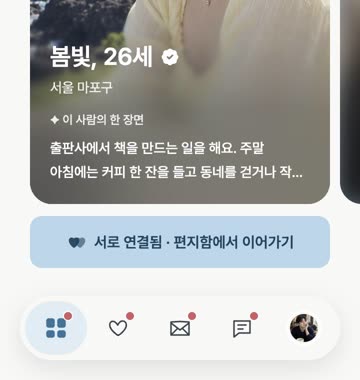 봄빛, 26세
서울 마포구
이 사람의 한 장면
출판사에서 책을 만드는 일을 해요. 주말
아침에는 커피 한 잔을 들고 동네를 걷거나 작...
서로 연결됨 · 편지함에서 이어가기